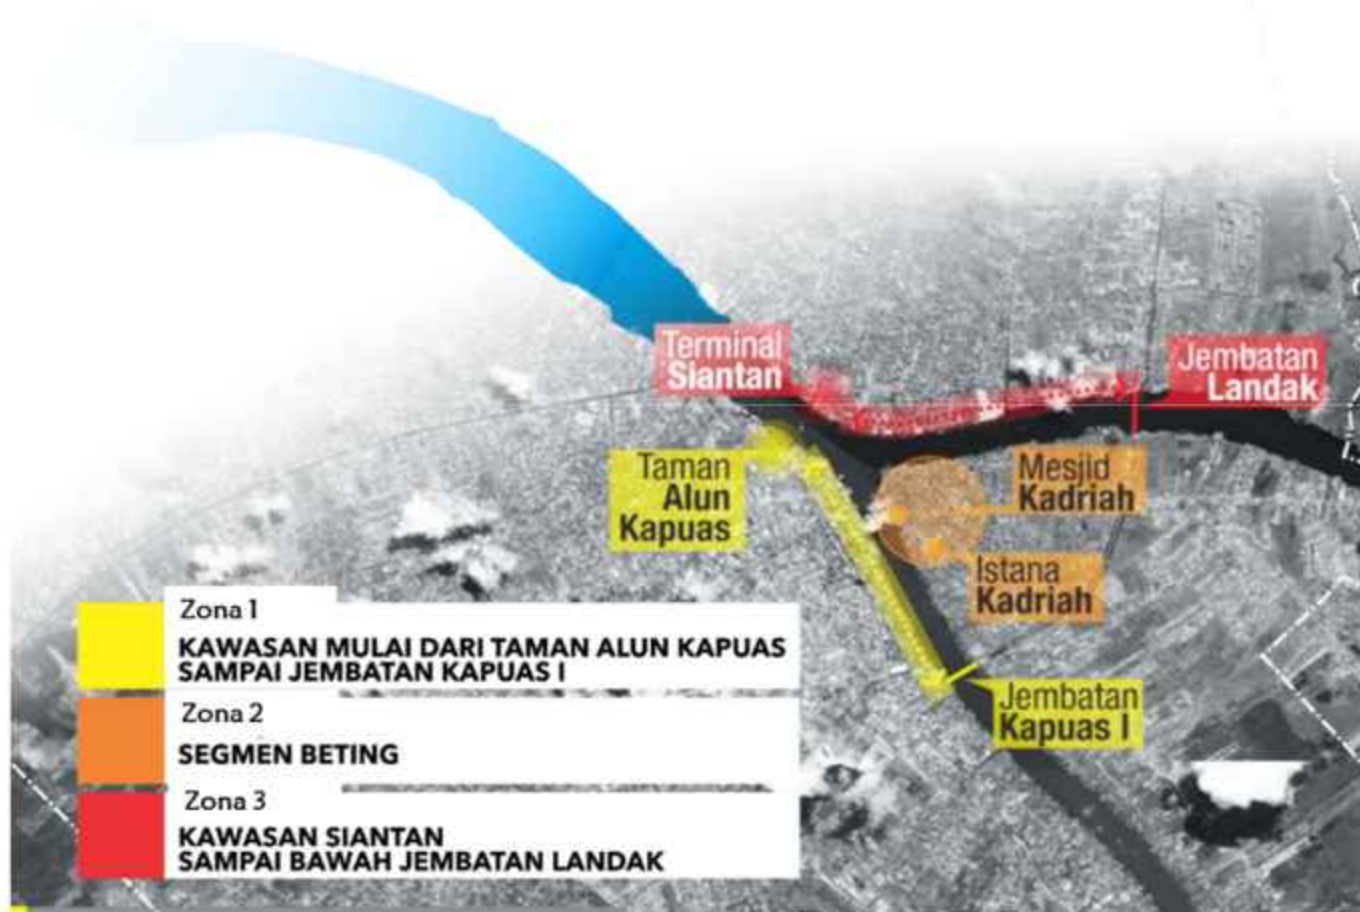 Terminal
Siantan
Jembatan
Landak
Taman
Alun
Kapuas
Mesjid
Kadriah
Istana
Kadriah
Jembatan
Kapuas I
Zona 1
KAWASAN MULAI DARI TAMAN ALUN KAPUAS
SAMPAI JEMBATAN KAPUAS I
Zona 2
SEGMEN BETING
Zona 3
KAWASAN SIANTAN
SAMPAI BAWAH JEMBATAN LANDAK